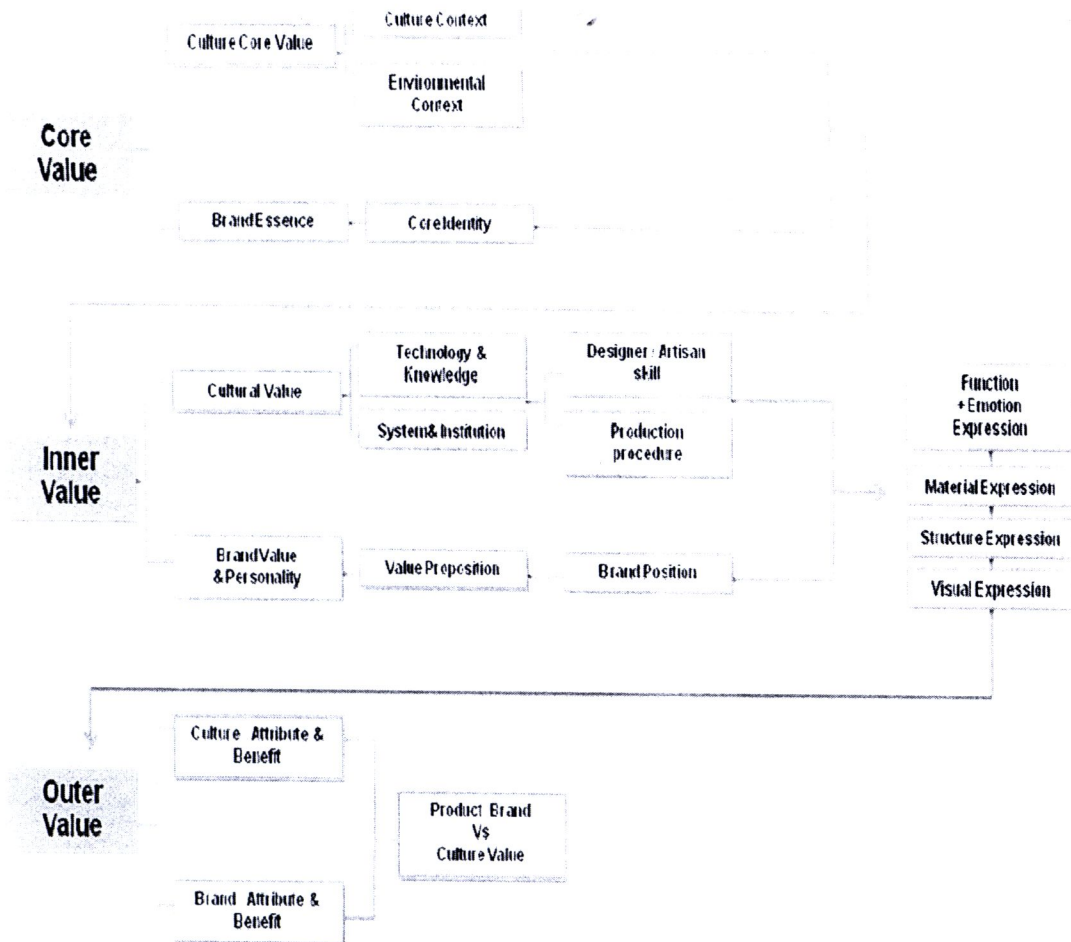 Culture Context
Culture Core Value
Environmental
Context
Core
Value
Brand Essence
Core Identity
Technology &
Knowledge
Designer / Artisan
skill
Cultural Value
System & Institution
Production
procedure
Function
+ Emotion
Expression
Inner
Value
Material Expression
Structure Expression
Brand Value
& Personality
Value Proposition
Brand Position
Visual Expression
Culture Attribute &
Benefit
Outer
Value
Product Brand
Vs
Culture Value
Brand Attribute &
Benefit